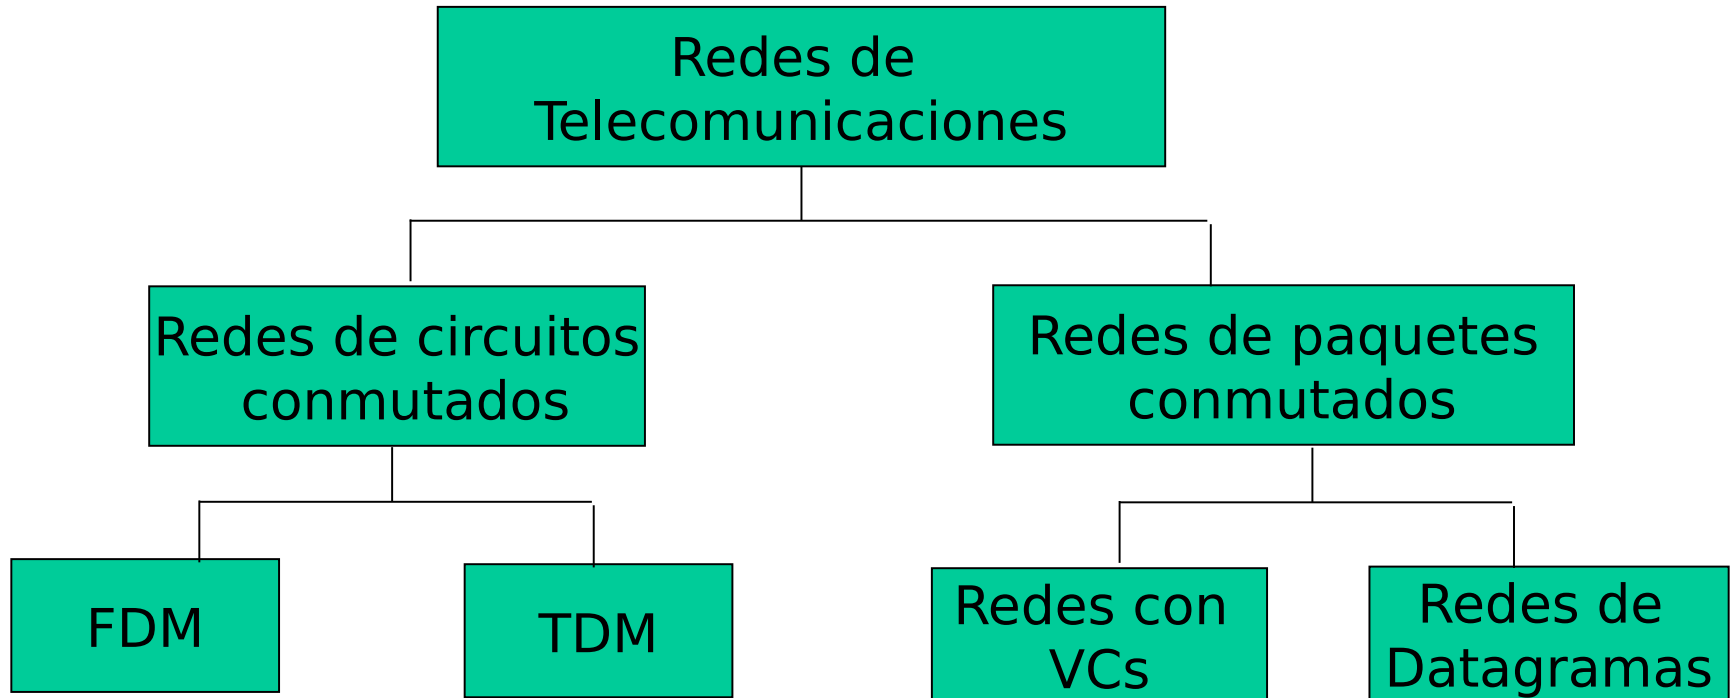 Redes de
Telecomunicaciones
Redes de circuitos
conmutados
Redes de paquetes
conmutados
FDM
TDM
Redes con
VCs
Redes de
Datagramas